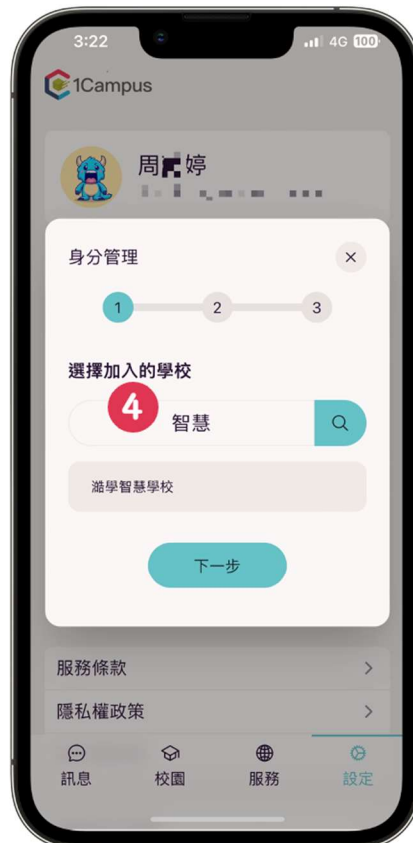 3:22 4G 100
1Campus
周 婷
身分管理
1 2 3
選擇加入的學校
4 智慧
澔學智慧學校
下一步
服務條款
隱私權政策
訊息 校園 服務 設定